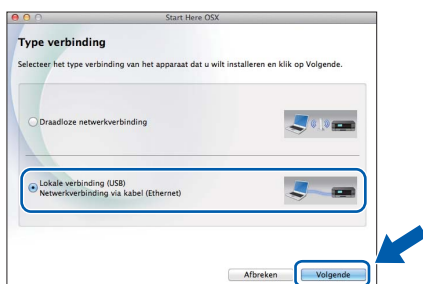 Start Here OSX
Type verbinding
Selecteer het type verbinding van het apparaat dat u wilt installeren en klik op Volgende.
Draadloze netwerkverbinding
Lokale verbinding (USB)
Netwerkverbinding via kabel (Ethernet)
Afbreken
Volgende